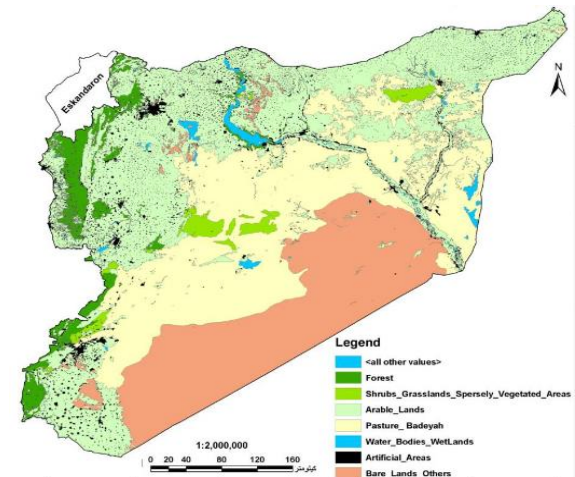 Eskandaron
N
Legend
<all other values>
Forest
Shrubs_Grasslands_Spersely_Vegetated_Areas
Arable_Lands
Pasture_ Badeyah
Water_Bodies_WetLands
Artificial_Areas
Bare_Lands_Others
1:2,000,000
0 20 40 80 120 160
كيلومتر